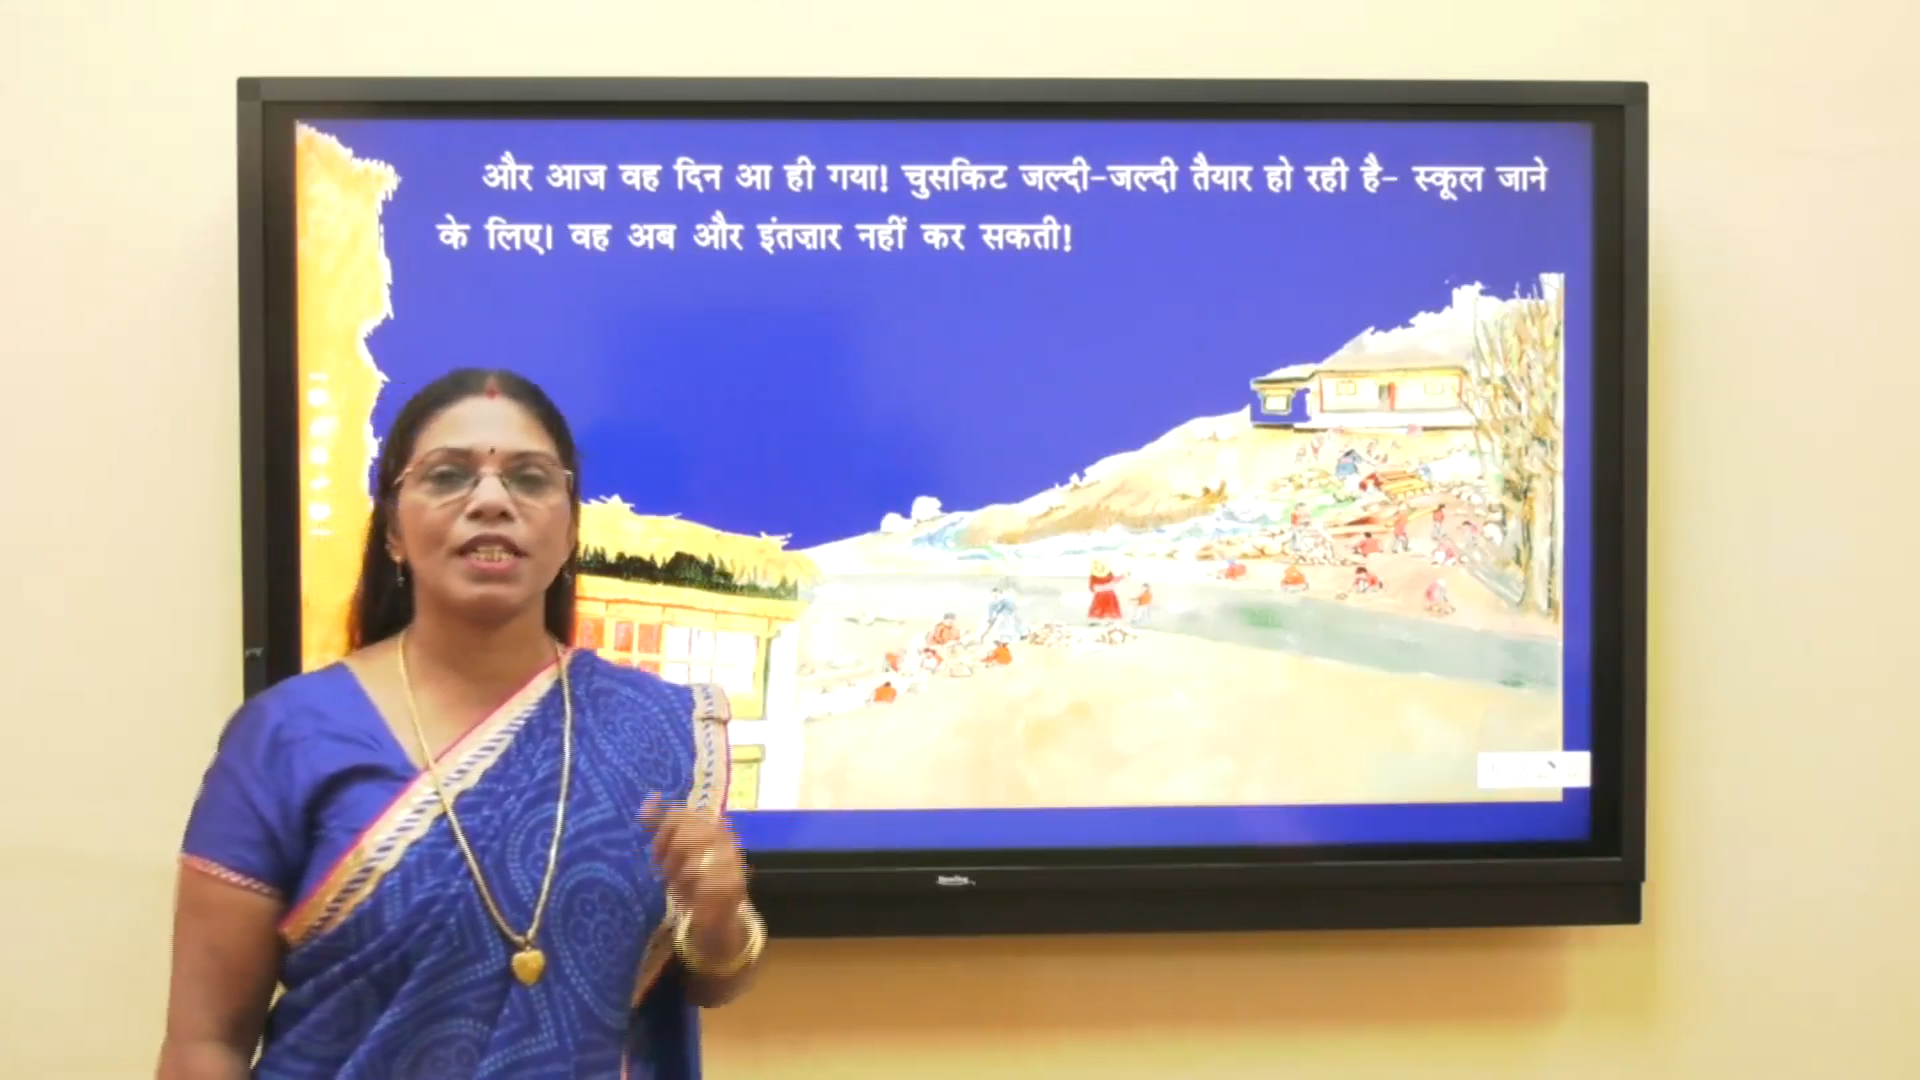 और आज वह दिन आ ही गया! चुसकिट जल्दी-जल्दी तैयार हो रही है- स्कूल जाने
के लिए। वह अब और इंतज़ार नहीं कर सकती!